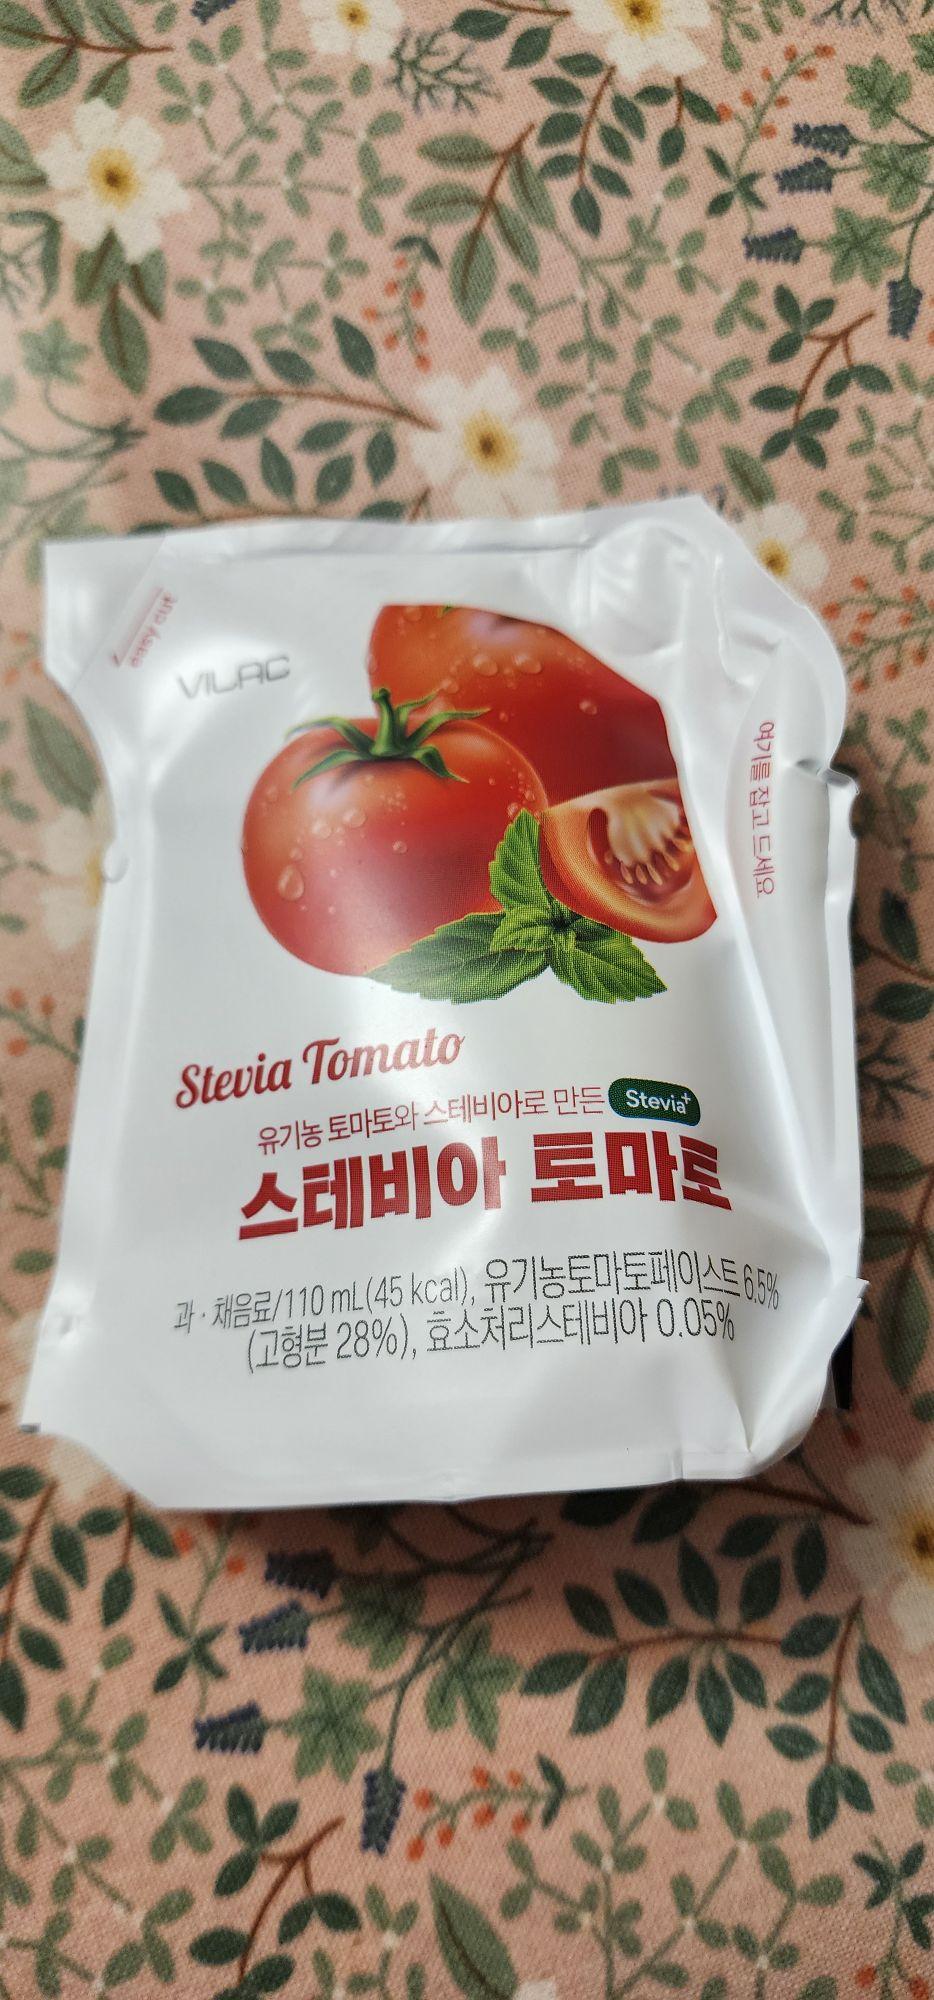 easy cut
VILAC
여기를 잡고 드세요
Stevia Tomato
유기농 토마토와 스테비아로 만든 Stevia+
스테비아 토마토
과·채음료/110 mL(45 kcal), 유기농토마토페이스트 6.5%
(고형분 28%), 효소처리스테비아 0.05%